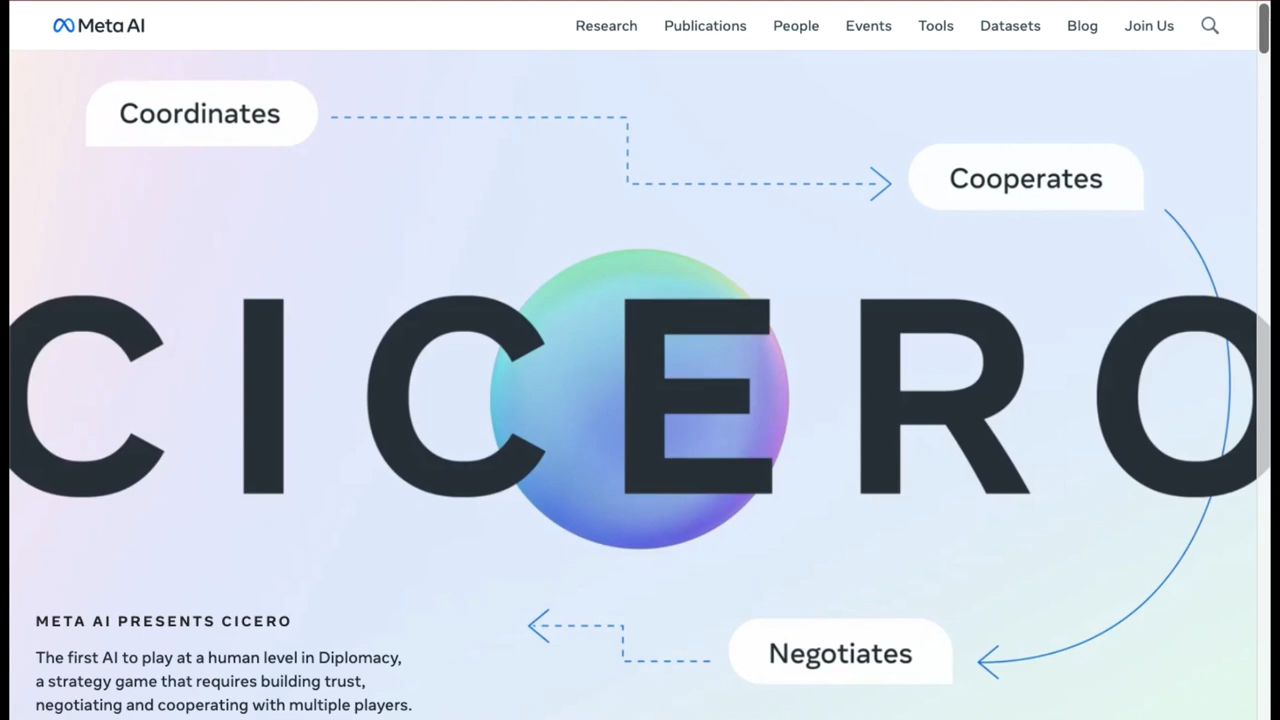 Meta AI
Research Publications People Events Tools Datasets Blog Join Us
Coordinates
Cooperates
CICERO
Negotiates
META AI PRESENTS CICERO
The first AI to play at a human level in Diplomacy,
a strategy game that requires building trust,
negotiating and cooperating with multiple players.